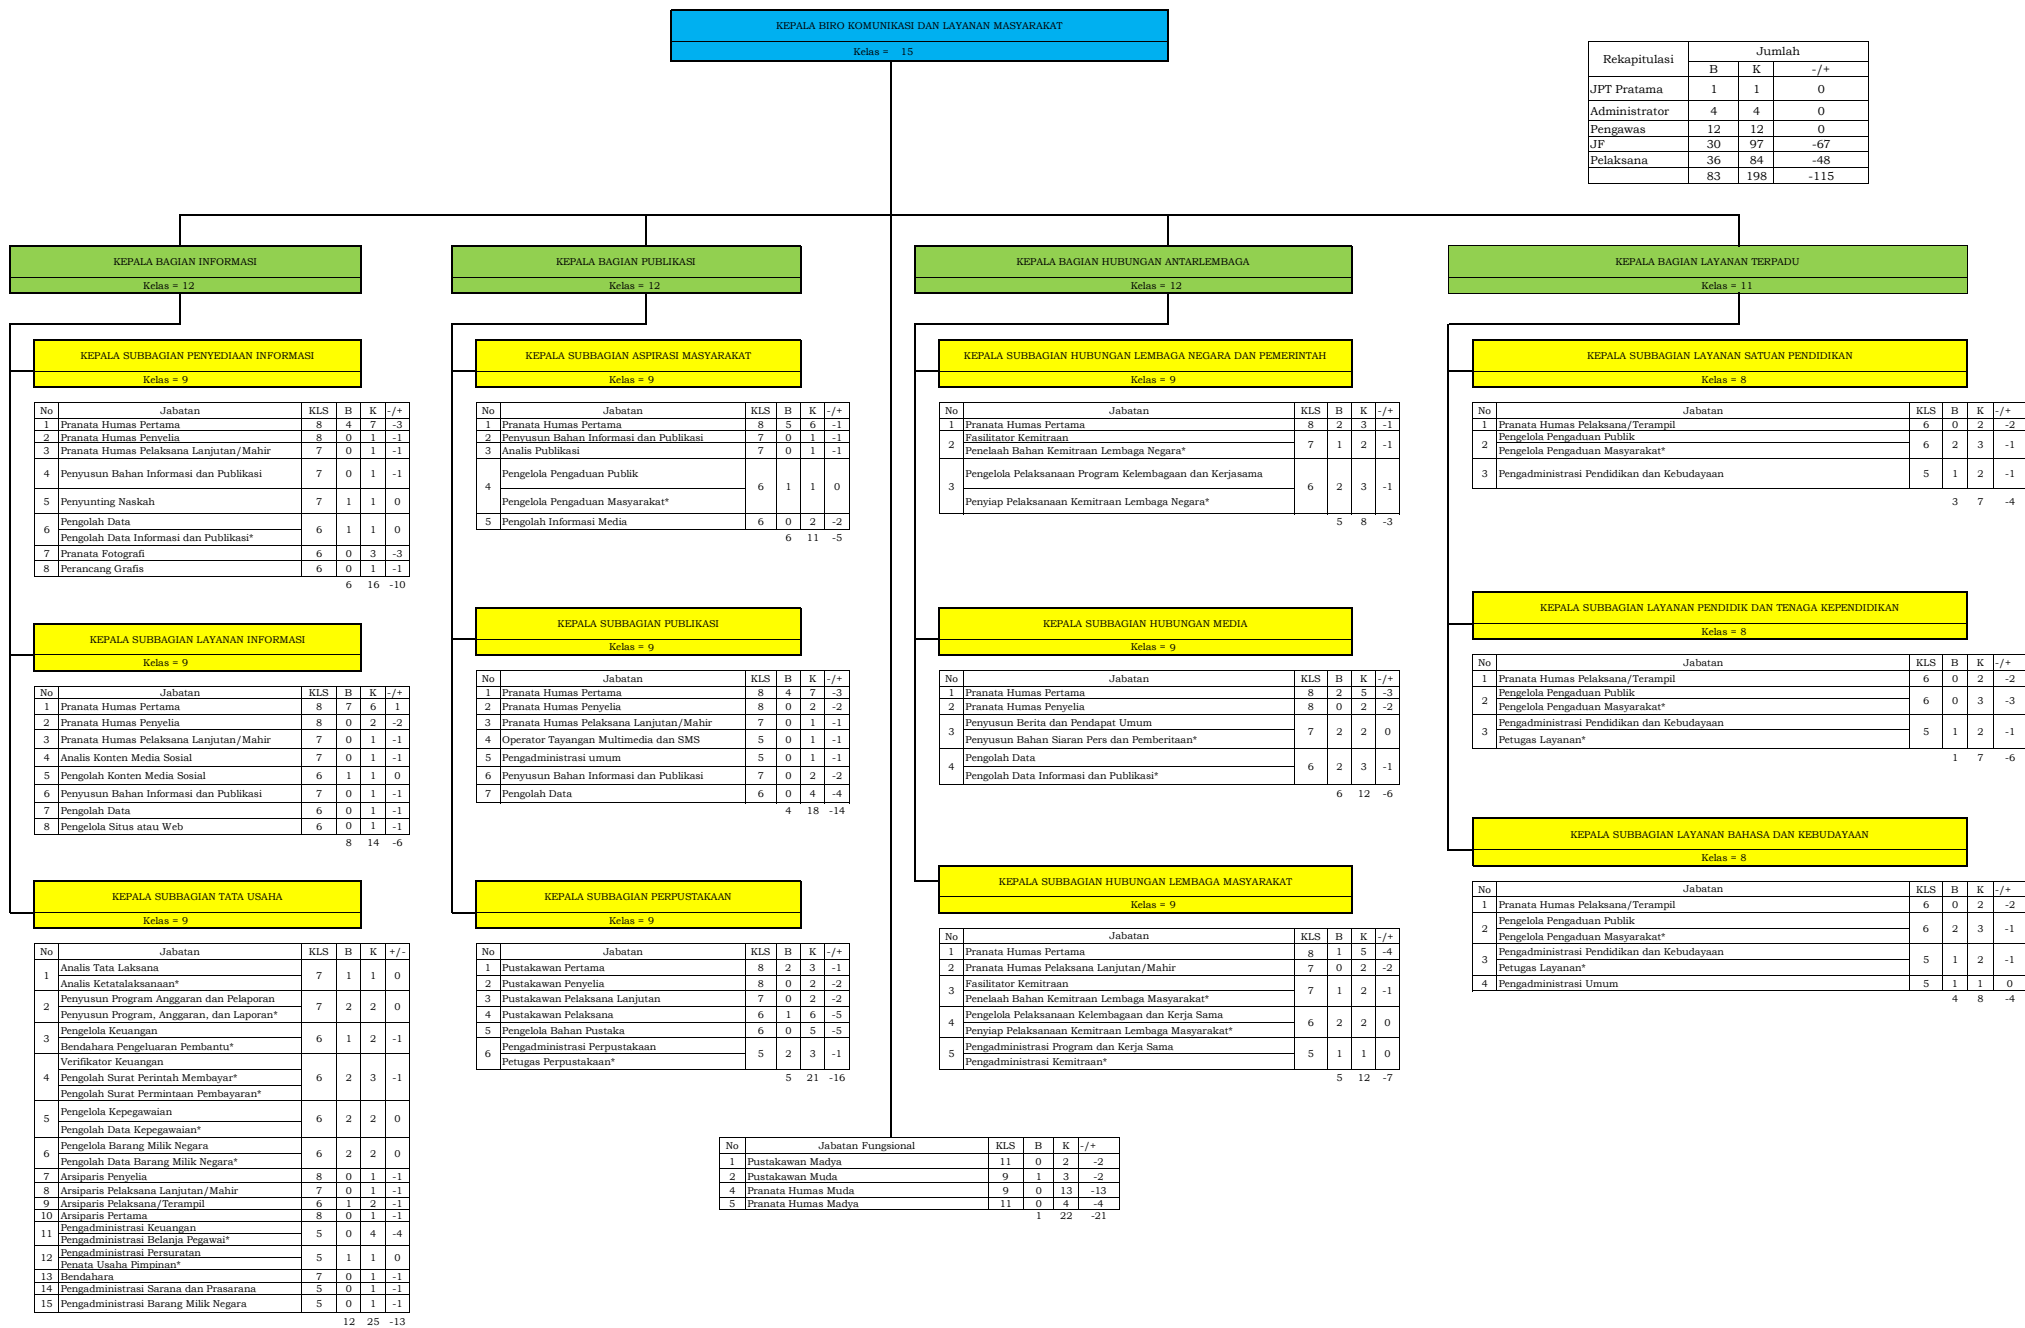 KEPALA BIRO KOMUNIKASI DAN LAYANAN MASYARAKAT
Kelas = 15
Rekapitulasi Jumlah
B K -/+
JPT Pratama 1 1 0
Administrator 4 4 0
Pengawas 12 12 0
JF 30 97 -67
Pelaksana 36 84 -48
83 198 -115
KEPALA BAGIAN INFORMASI
Kelas = 12
KEPALA SUBBAGIAN PENYEDIAAN INFORMASI
Kelas = 9
No Jabatan KLS B K -/+
1 Pranata Humas Pertama 8 4 7 -3
2 Pranata Humas Penyelia 8 0 1 -1
3 Pranata Humas Pelaksana Lanjutan/Mahir 7 0 1 -1
4 Penyusun Bahan Informasi dan Publikasi 7 0 1 -1
5 Penyunting Naskah 7 1 1 0
6 Pengolah Data 6 1 1 0
Pengolah Data Informasi dan Publikasi*
7 Pranata Fotografi 6 0 3 -3
8 Perancang Grafis 6 0 1 -1
6 16 -10
KEPALA SUBBAGIAN LAYANAN INFORMASI
Kelas = 9
No Jabatan KLS B K -/+
1 Pranata Humas Pertama 8 7 6 1
2 Pranata Humas Penyelia 8 0 2 -2
3 Pranata Humas Pelaksana Lanjutan/Mahir 7 0 1 -1
4 Analis Konten Media Sosial 7 0 1 -1
5 Pengolah Konten Media Sosial 6 1 1 0
6 Penyusun Bahan Informasi dan Publikasi 7 0 1 -1
7 Pengolah Data 6 0 1 -1
8 Pengelola Situs atau Web 6 0 1 -1
8 14 -6
KEPALA SUBBAGIAN TATA USAHA
Kelas = 9
No Jabatan KLS B K +/-
1 Analis Tata Laksana 7 1 1 0
Analis Ketatalaksanaan*
2 Penyusun Program Anggaran dan Pelaporan 7 2 2 0
Penyusun Program, Anggaran, dan Laporan*
3 Pengelola Keuangan 6 1 2 -1
Bendahara Pengeluaran Pembantu*
4 Verifikator Keuangan 6 2 3 -1
Pengolah Surat Perintah Membayar*
Pengolah Surat Permintaan Pembayaran*
5 Pengelola Kepegawaian 6 2 2 0
Pengolah Data Kepegawaian*
6 Pengelola Barang Milik Negara 6 2 2 0
Pengolah Data Barang Milik Negara*
7 Arsiparis Penyelia 8 0 1 -1
8 Arsiparis Pelaksana Lanjutan/Mahir 7 0 1 -1
9 Arsiparis Pelaksana/Terampil 6 1 2 -1
10 Arsiparis Pertama 8 0 1 -1
11 Pengadministrasi Keuangan 5 0 4 -4
Pengadministrasi Belanja Pegawai*
12 Pengadministrasi Persuratan 5 1 1 0
Penata Usaha Pimpinan*
13 Bendahara 7 0 1 -1
14 Pengadministrasi Sarana dan Prasarana 5 0 1 -1
15 Pengadministrasi Barang Milik Negara 5 0 1 -1
12 25 -13
KEPALA BAGIAN PUBLIKASI
Kelas = 12
KEPALA SUBBAGIAN ASPIRASI MASYARAKAT
Kelas = 9
No Jabatan KLS B K -/+
1 Pranata Humas Pertama 8 5 6 -1
2 Penyusun Bahan Informasi dan Publikasi 7 0 1 -1
3 Analis Publikasi 7 0 1 -1
4 Pengelola Pengaduan Publik 6 1 1 0
Pengelola Pengaduan Masyarakat*
5 Pengolah Informasi Media 6 0 2 -2
6 11 -5
KEPALA SUBBAGIAN PUBLIKASI
Kelas = 9
No Jabatan KLS B K -/+
1 Pranata Humas Pertama 8 4 7 -3
2 Pranata Humas Penyelia 8 0 2 -2
3 Pranata Humas Pelaksana Lanjutan/Mahir 7 0 1 -1
4 Operator Tayangan Multimedia dan SMS 5 0 1 -1
5 Pengadministrasi umum 5 0 1 -1
6 Penyusun Bahan Informasi dan Publikasi 7 0 2 -2
7 Pengolah Data 6 0 4 -4
4 18 -14
KEPALA SUBBAGIAN PERPUSTAKAAN
Kelas = 9
No Jabatan KLS B K -/+
1 Pustakawan Pertama 8 2 3 -1
2 Pustakawan Penyelia 8 0 2 -2
3 Pustakawan Pelaksana Lanjutan 7 0 2 -2
4 Pustakawan Pelaksana 6 1 6 -5
5 Pengelola Bahan Pustaka 6 0 5 -5
6 Pengadministrasi Perpustakaan 5 2 3 -1
Petugas Perpustakaan*
5 21 -16
KEPALA BAGIAN HUBUNGAN ANTARLEMBAGA
Kelas = 12
KEPALA SUBBAGIAN HUBUNGAN LEMBAGA NEGARA DAN PEMERINTAH
Kelas = 9
No Jabatan KLS B K -/+
1 Pranata Humas Pertama 8 2 3 -1
2 Fasilitator Kemitraan 7 1 2 -1
Penelaah Bahan Kemitraan Lembaga Negara*
3 Pengelola Pelaksanaan Program Kelembagaan dan Kerjasama 6 2 3 -1
Penyiap Pelaksanaan Kemitraan Lembaga Negara*
5 8 -3
KEPALA SUBBAGIAN HUBUNGAN MEDIA
Kelas = 9
No Jabatan KLS B K -/+
1 Pranata Humas Pertama 8 2 5 -3
2 Pranata Humas Penyelia 8 0 2 -2
3 Penyusun Berita dan Pendapat Umum 7 2 2 0
Penyusun Bahan Siaran Pers dan Pemberitaan*
4 Pengolah Data 6 2 3 -1
Pengolah Data Informasi dan Publikasi*
6 12 -6
KEPALA SUBBAGIAN HUBUNGAN LEMBAGA MASYARAKAT
Kelas = 9
No Jabatan KLS B K -/+
1 Pranata Humas Pertama 8 1 5 -4
2 Pranata Humas Pelaksana Lanjutan/Mahir 7 0 2 -2
3 Fasilitator Kemitraan 7 1 2 -1
Penelaah Bahan Kemitraan Lembaga Masyarakat*
4 Pengelola Pelaksanaan Kelembagaan dan Kerja Sama 6 2 2 0
Penyiap Pelaksanaan Kemitraan Lembaga Masyarakat*
5 Pengadministrasi Program dan Kerja Sama 5 1 1 0
Pengadministrasi Kemitraan*
5 12 -7
KEPALA BAGIAN LAYANAN TERPADU
Kelas = 11
KEPALA SUBBAGIAN LAYANAN SATUAN PENDIDIKAN
Kelas = 8
No Jabatan KLS B K -/+
1 Pranata Humas Pelaksana/Terampil 6 0 2 -2
2 Pengelola Pengaduan Publik 6 2 3 -1
Pengelola Pengaduan Masyarakat*
3 Pengadministrasi Pendidikan dan Kebudayaan 5 1 2 -1
3 7 -4
KEPALA SUBBAGIAN LAYANAN PENDIDIK DAN TENAGA KEPENDIDIKAN
Kelas = 8
No Jabatan KLS B K -/+
1 Pranata Humas Pelaksana/Terampil 6 0 2 -2
2 Pengelola Pengaduan Publik 6 0 3 -3
Pengelola Pengaduan Masyarakat*
3 Pengadministrasi Pendidikan dan Kebudayaan 5 1 2 -1
Petugas Layanan*
1 7 -6
KEPALA SUBBAGIAN LAYANAN BAHASA DAN KEBUDAYAAN
Kelas = 8
No Jabatan KLS B K -/+
1 Pranata Humas Pelaksana/Terampil 6 0 2 -2
2 Pengelola Pengaduan Publik 6 2 3 -1
Pengelola Pengaduan Masyarakat*
3 Pengadministrasi Pendidikan dan Kebudayaan 5 1 2 -1
Petugas Layanan*
4 Pengadministrasi Umum 5 1 1 0
4 8 -4
No Jabatan Fungsional KLS B K -/+
1 Pustakawan Madya 11 0 2 -2
2 Pustakawan Muda 9 1 3 -2
4 Pranata Humas Muda 9 0 13 -13
5 Pranata Humas Madya 11 0 4 -4
1 22 -21